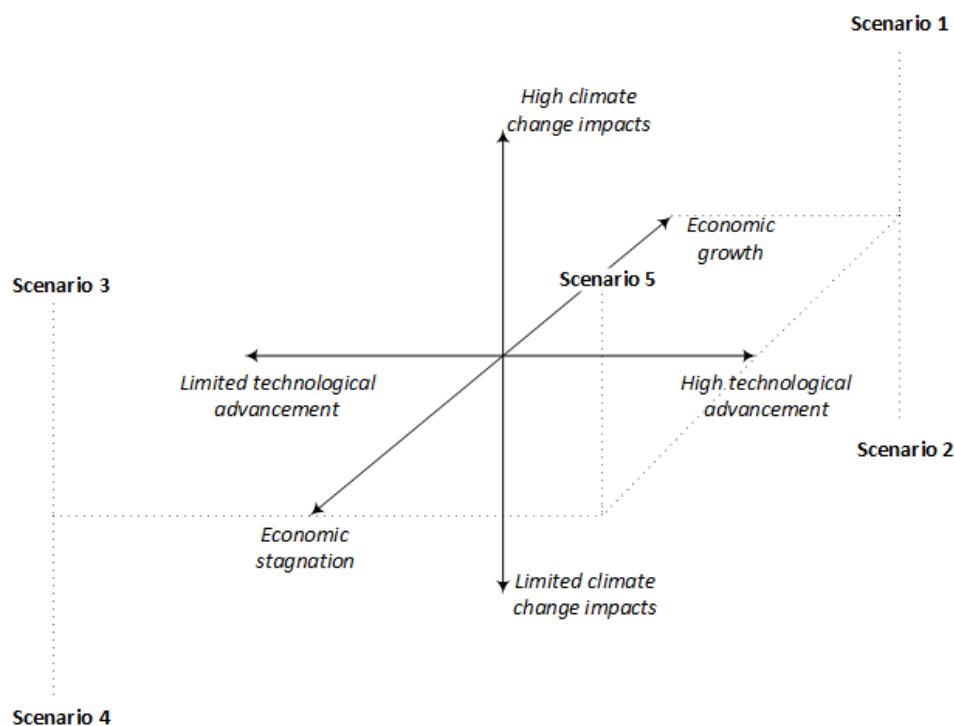 Scenario 1
High climate
change impacts
Economic
growth
Scenario 5
Scenario 3
Limited technological
advancement
High technological
advancement
Scenario 2
Economic
stagnation
Limited climate
change impacts
Scenario 4